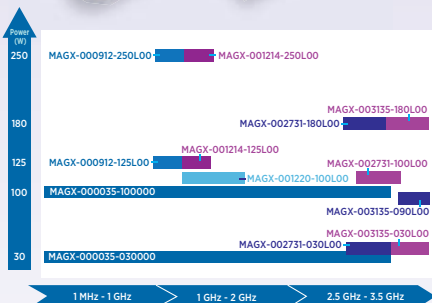 Power
(W)
250
MAGX-000912-250L00
MAGX-001214-250L00
MAGX-003135-180L00
180
MAGX-002731-180L00
MAGX-001214-125L00
125
MAGX-000912-125L00
MAGX-002731-100L00
MAGX-001220-100L00
100
MAGX-000035-100000
MAGX-003135-090L00
MAGX-003135-030L00
MAGX-002731-030L00
30
MAGX-000035-030000
1 MHz - 1 GHz
1 GHz - 2 GHz
2.5 GHz - 3.5 GHz